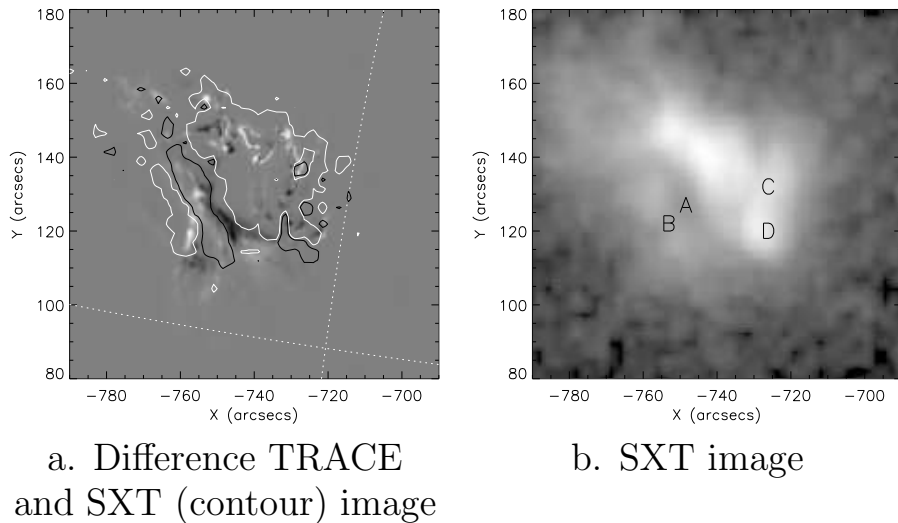 180
160
140
120
100
80
Y (arcsecs)
−780 −760 −740 −720 −700
X (arcsecs)
a. Difference TRACE
and SXT (contour) image
180
160
140
120
100
80
Y (arcsecs)
A
B
C
D
−780 −760 −740 −720 −700
X (arcsecs)
b. SXT image